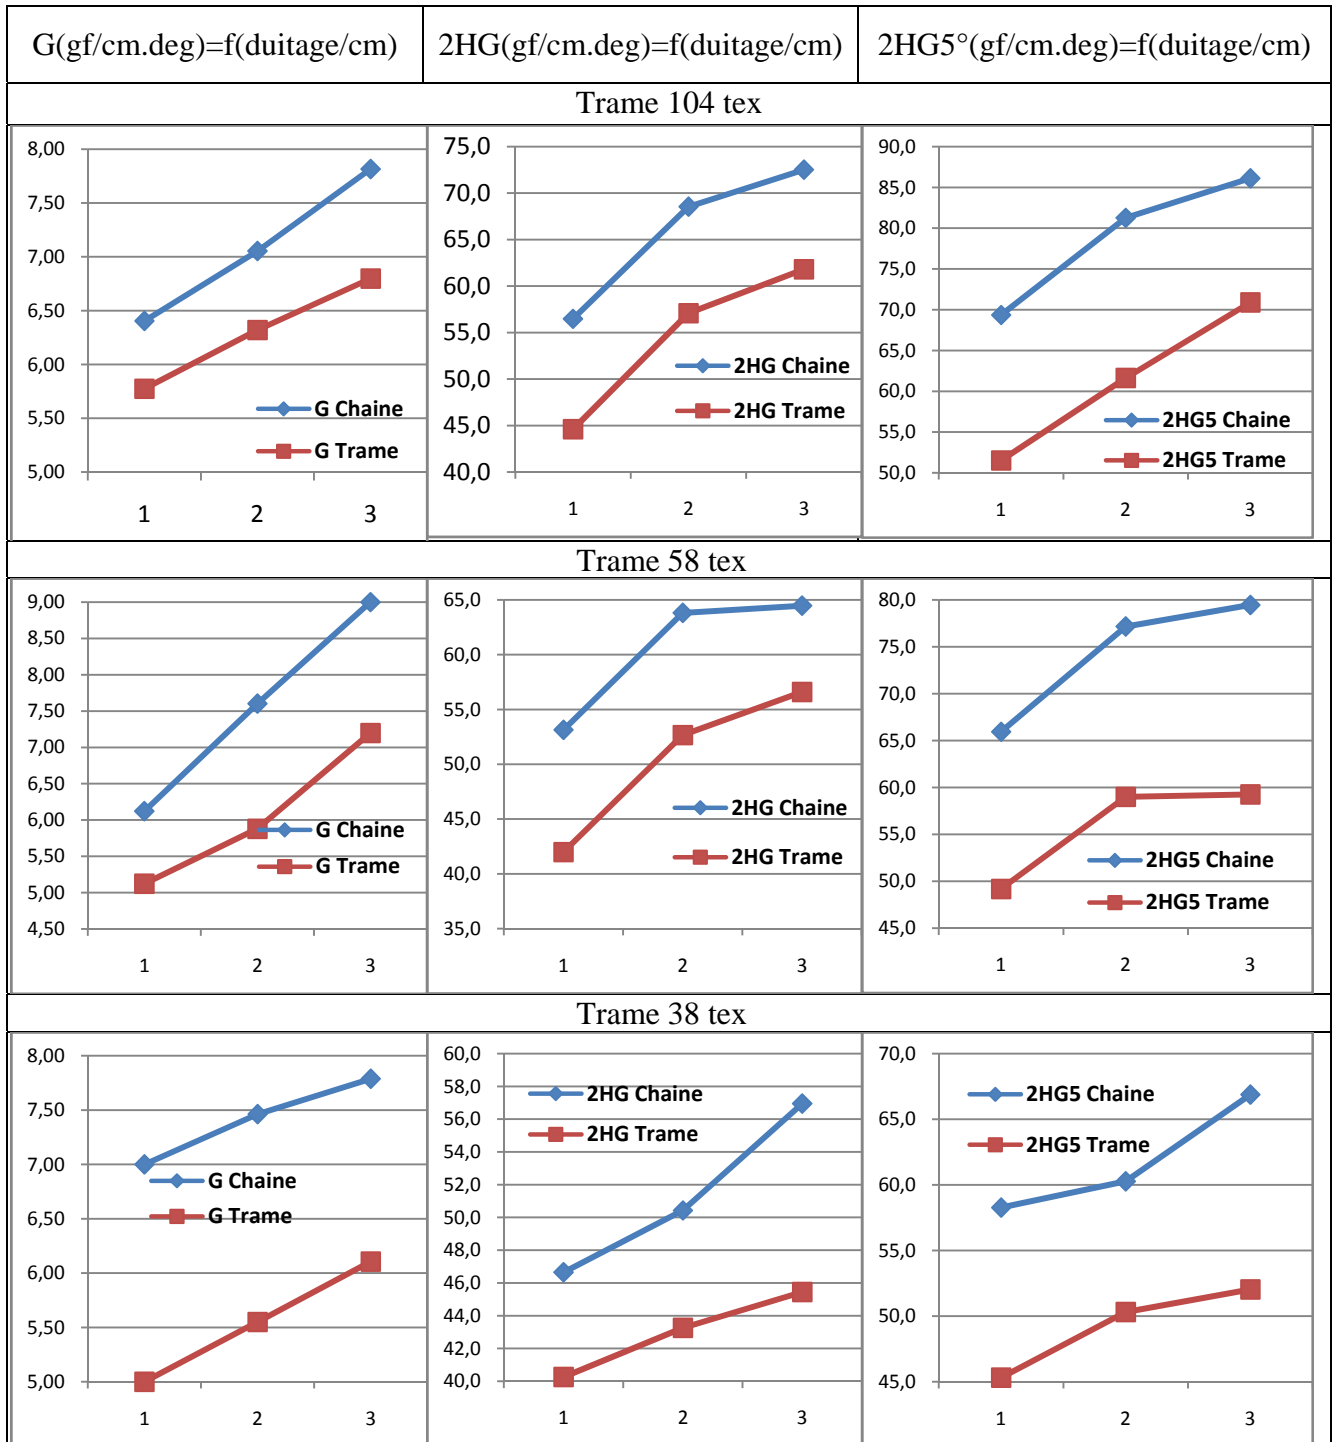 G(gf/cm.deg)=f(duitage/cm)
2HG(gf/cm.deg)=f(duitage/cm)
2HG5°(gf/cm.deg)=f(duitage/cm)
Trame 104 tex
8,00
7,50
7,00
6,50
6,00
5,50
5,00
1 2 3
G Chaine
G Trame
75,0
70,0
65,0
60,0
55,0
50,0
45,0
40,0
1 2 3
2HG Chaine
2HG Trame
90,0
85,0
80,0
75,0
70,0
65,0
60,0
55,0
50,0
1 2 3
2HG5 Chaine
2HG5 Trame
Trame 58 tex
9,00
8,50
8,00
7,50
7,00
6,50
6,00
5,50
5,00
4,50
1 2 3
G Chaine
G Trame
65,0
60,0
55,0
50,0
45,0
40,0
35,0
1 2 3
2HG Chaine
2HG Trame
80,0
75,0
70,0
65,0
60,0
55,0
50,0
45,0
1 2 3
2HG5 Chaine
2HG5 Trame
Trame 38 tex
8,00
7,50
7,00
6,50
6,00
5,50
5,00
1 2 3
G Chaine
G Trame
60,0
58,0
56,0
54,0
52,0
50,0
48,0
46,0
44,0
42,0
40,0
1 2 3
2HG Chaine
2HG Trame
70,0
65,0
60,0
55,0
50,0
45,0
1 2 3
2HG5 Chaine
2HG5 Trame